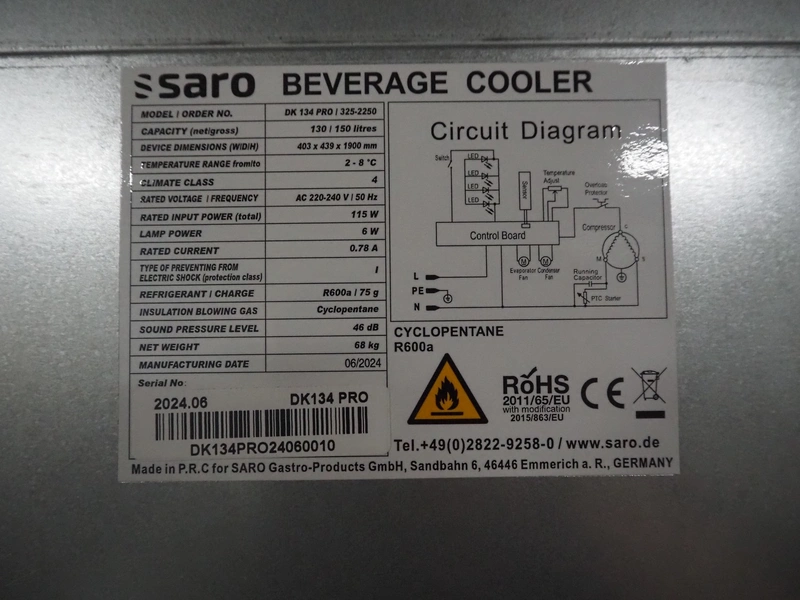 saro BEVERAGE COOLER
MODEL / ORDER NO. DK 134 PRO / 325-2250
CAPACITY (net/gross) 130 / 150 litres
DEVICE DIMENSIONS (W/D/H) 403 x 439 x 1900 mm
TEMPERATURE RANGE from/to 2 - 8 °C
CLIMATE CLASS 4
RATED VOLTAGE / FREQUENCY AC 220-240 V / 50 Hz
RATED INPUT POWER (total) 115 W
LAMP POWER 6 W
RATED CURRENT 0.78 A
TYPE OF PREVENTING FROM
ELECTRIC SHOCK (protection class) I
REFRIGERANT / CHARGE R600a / 75 g
INSULATION BLOWING GAS Cyclopentane
SOUND PRESSURE LEVEL 46 dB
NET WEIGHT 68 kg
MANUFACTURING DATE 06/2024
Serial No
2024.06 DK134 PRO
DK134PRO24060010
Circuit Diagram
Switch
LED
LED
LED
LED
Sensor
Temperature
Adjust
Protector
Compressor
Control Board
C
M
S
L
PE
N
M
M
Evaporator
Fan
Condenser
Fan
Running
Capacitor
PTC Starter
CYCLOPENTANE
R600a
RoHS
2011/65/EU
with modification
2015/863/EU
CE
Tel.+49(0)2822-9258-0 / www.saro.de
Made in P.R.C for SARO Gastro-Products GmbH, Sandbahn 6, 46446 Emmerich a. R., GERMANY